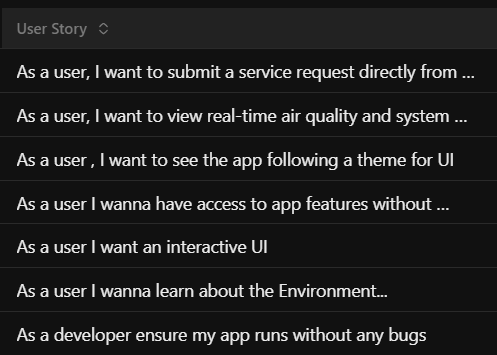 User Story
As a user, I want to submit a service request directly from ...
As a user, I want to view real-time air quality and system ...
As a user , I want to see the app following a theme for UI
As a user I wanna have access to app features without ...
As a user I want an interactive UI
As a user I wanna learn about the Environment...
As a developer ensure my app runs without any bugs